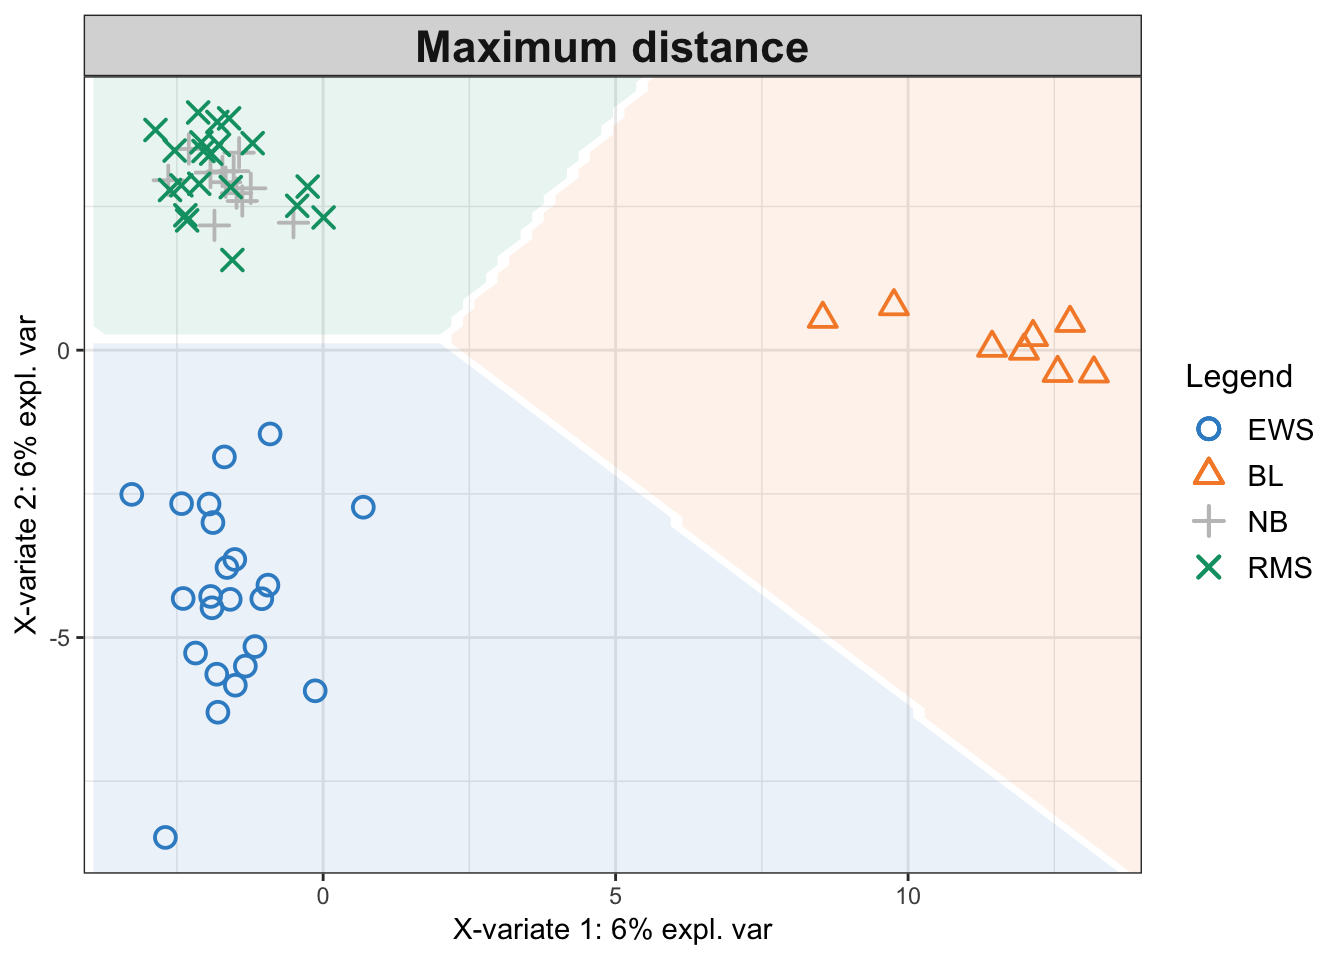 Maximum distance
X-variate 2: 6% expl. var
0
-5
0
5
10
X-variate 1: 6% expl. var
Legend
EWS
BL
NB
RMS